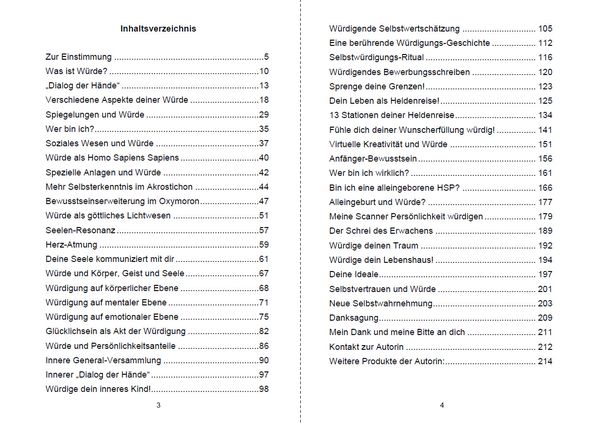 Inhaltsverzeichnis
Zur Einstimmung ........................................................5
Was ist Würde? ........................................................10
„Dialog der Hände“ ........................................................13
Verschiedene Aspekte deiner Würde ........................................................18
Spiegelungen und Würde ........................................................29
Wer bin ich? ........................................................35
Soziales Wesen und Würde ........................................................37
Würde als Homo Sapiens Sapiens ........................................................40
Spezielle Anlagen und Würde ........................................................42
Mehr Selbsterkenntnis im Akrostichon ........................................................44
Bewusstseinserweiterung im Oxymoron ........................................................47
Würde als göttliches Lichtwesen ........................................................51
Seelen-Resonanz ........................................................57
Herz-Atmung ........................................................59
Deine Seele kommuniziert mit dir ........................................................61
Würde und Körper, Geist und Seele ........................................................67
Würdigung auf körperlicher Ebene ........................................................68
Würdigung auf mentaler Ebene ........................................................71
Würdigung auf emotionaler Ebene ........................................................75
Glücklichsein als Akt der Würdigung ........................................................82
Würde und Persönlichkeitsanteile ........................................................86
Innere General-Versammlung ........................................................90
Innerer „Dialog der Hände“ ........................................................97
Würdige dein inneres Kind! ........................................................98
3
Würdigende Selbstwertschätzung ........................................................105
Eine berührende Würdigungs-Geschichte ........................................................112
Selbstwürdigungs-Ritual ........................................................116
Würdigendes Bewerbungsschreiben ........................................................120
Sprenge deine Grenzen! ........................................................123
Dein Leben als Heldenreise! ........................................................125
13 Stationen deiner Heldenreise ........................................................134
Fühle dich deiner Wunscherfüllung würdig! ........................................................141
Virtuelle Kreativität und Würde ........................................................151
Anfänger-Bewusstsein ........................................................156
Wer bin ich wirklich? ........................................................161
Bin ich eine alleingeborene HSP? ........................................................166
Alleingeburt und Würde? ........................................................177
Meine Scanner Persönlichkeit würdigen ........................................................179
Der Schrei des Erwachens ........................................................189
Würdige deinen Traum ........................................................192
Würdige dein Lebenshaus! ........................................................194
Deine Ideale ........................................................197
Selbstvertrauen und Würde ........................................................201
Neue Selbstwahrnehmung ........................................................203
Danksagung ........................................................209
Mein Dank und meine Bitte an dich ........................................................211
Kontakt zur Autorin ........................................................212
Weitere Produkte der Autorin: ........................................................214
4